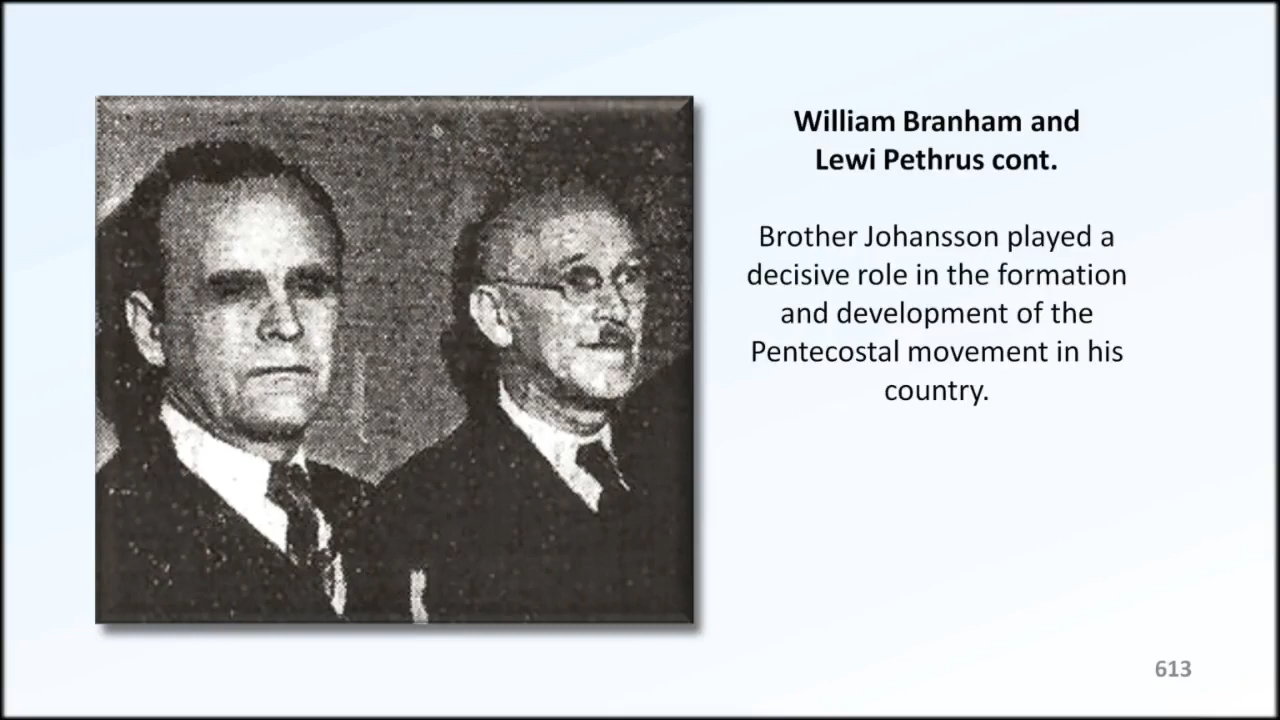 William Branham and
Lewi Pethrus cont.
Brother Johansson played a
decisive role in the formation
and development of the
Pentecostal movement in his
country.
613